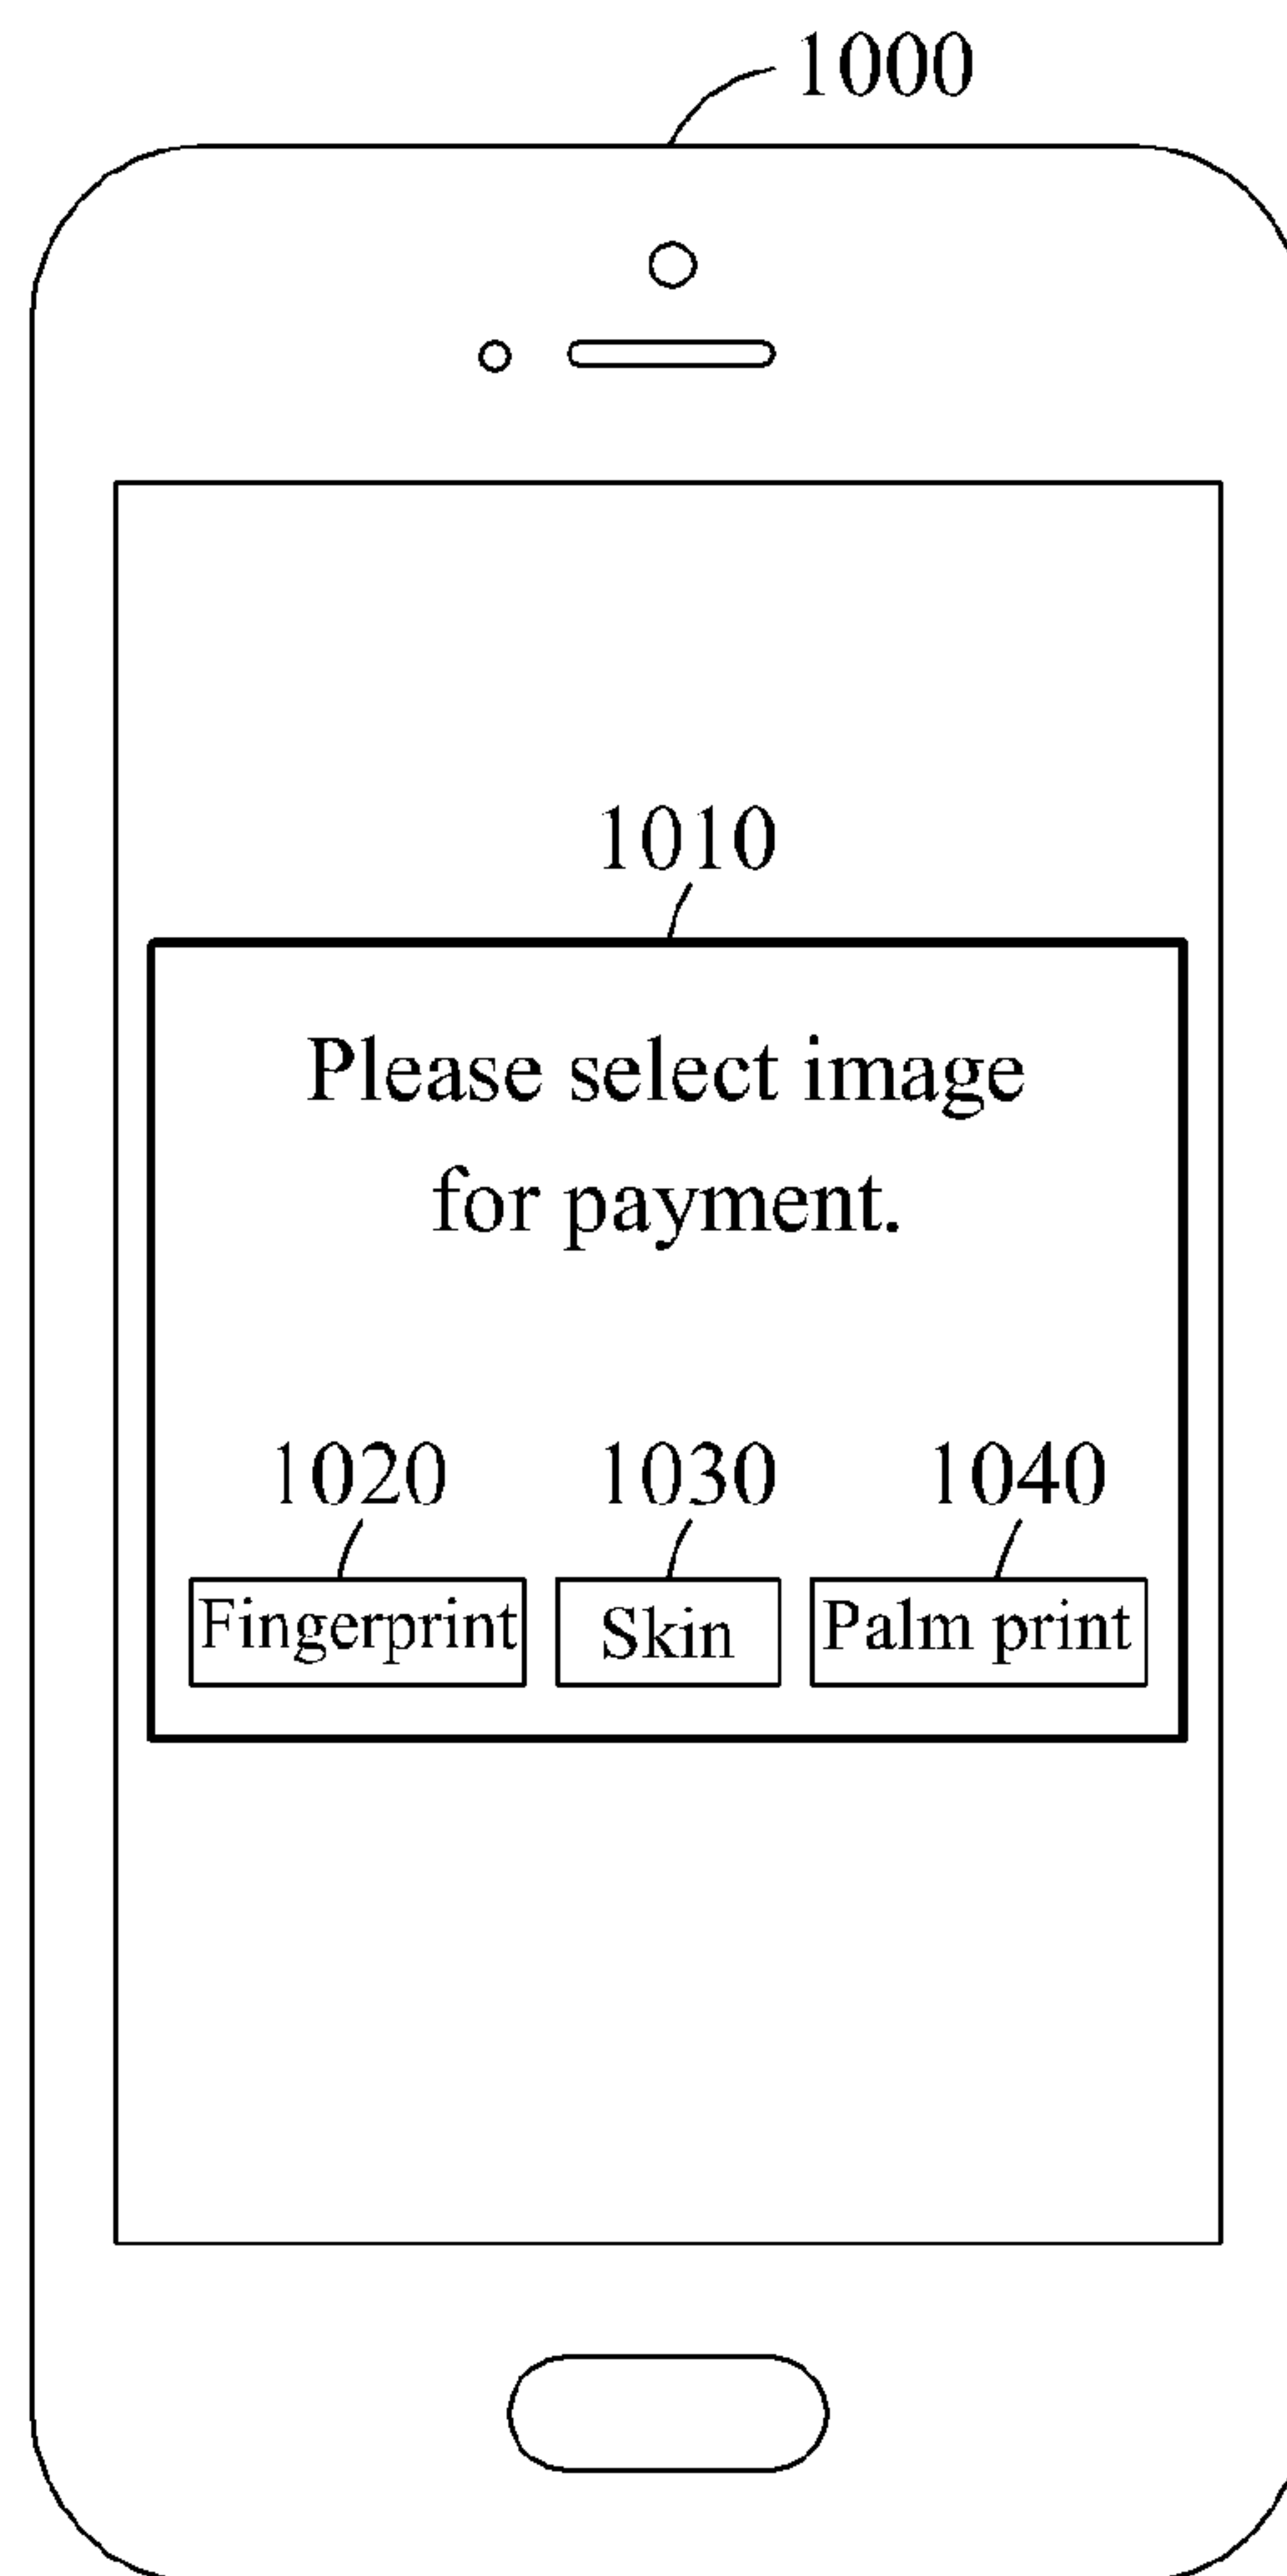 1000
1010
Please select image
for payment.
1020 1030 1040
Fingerprint Skin Palm print